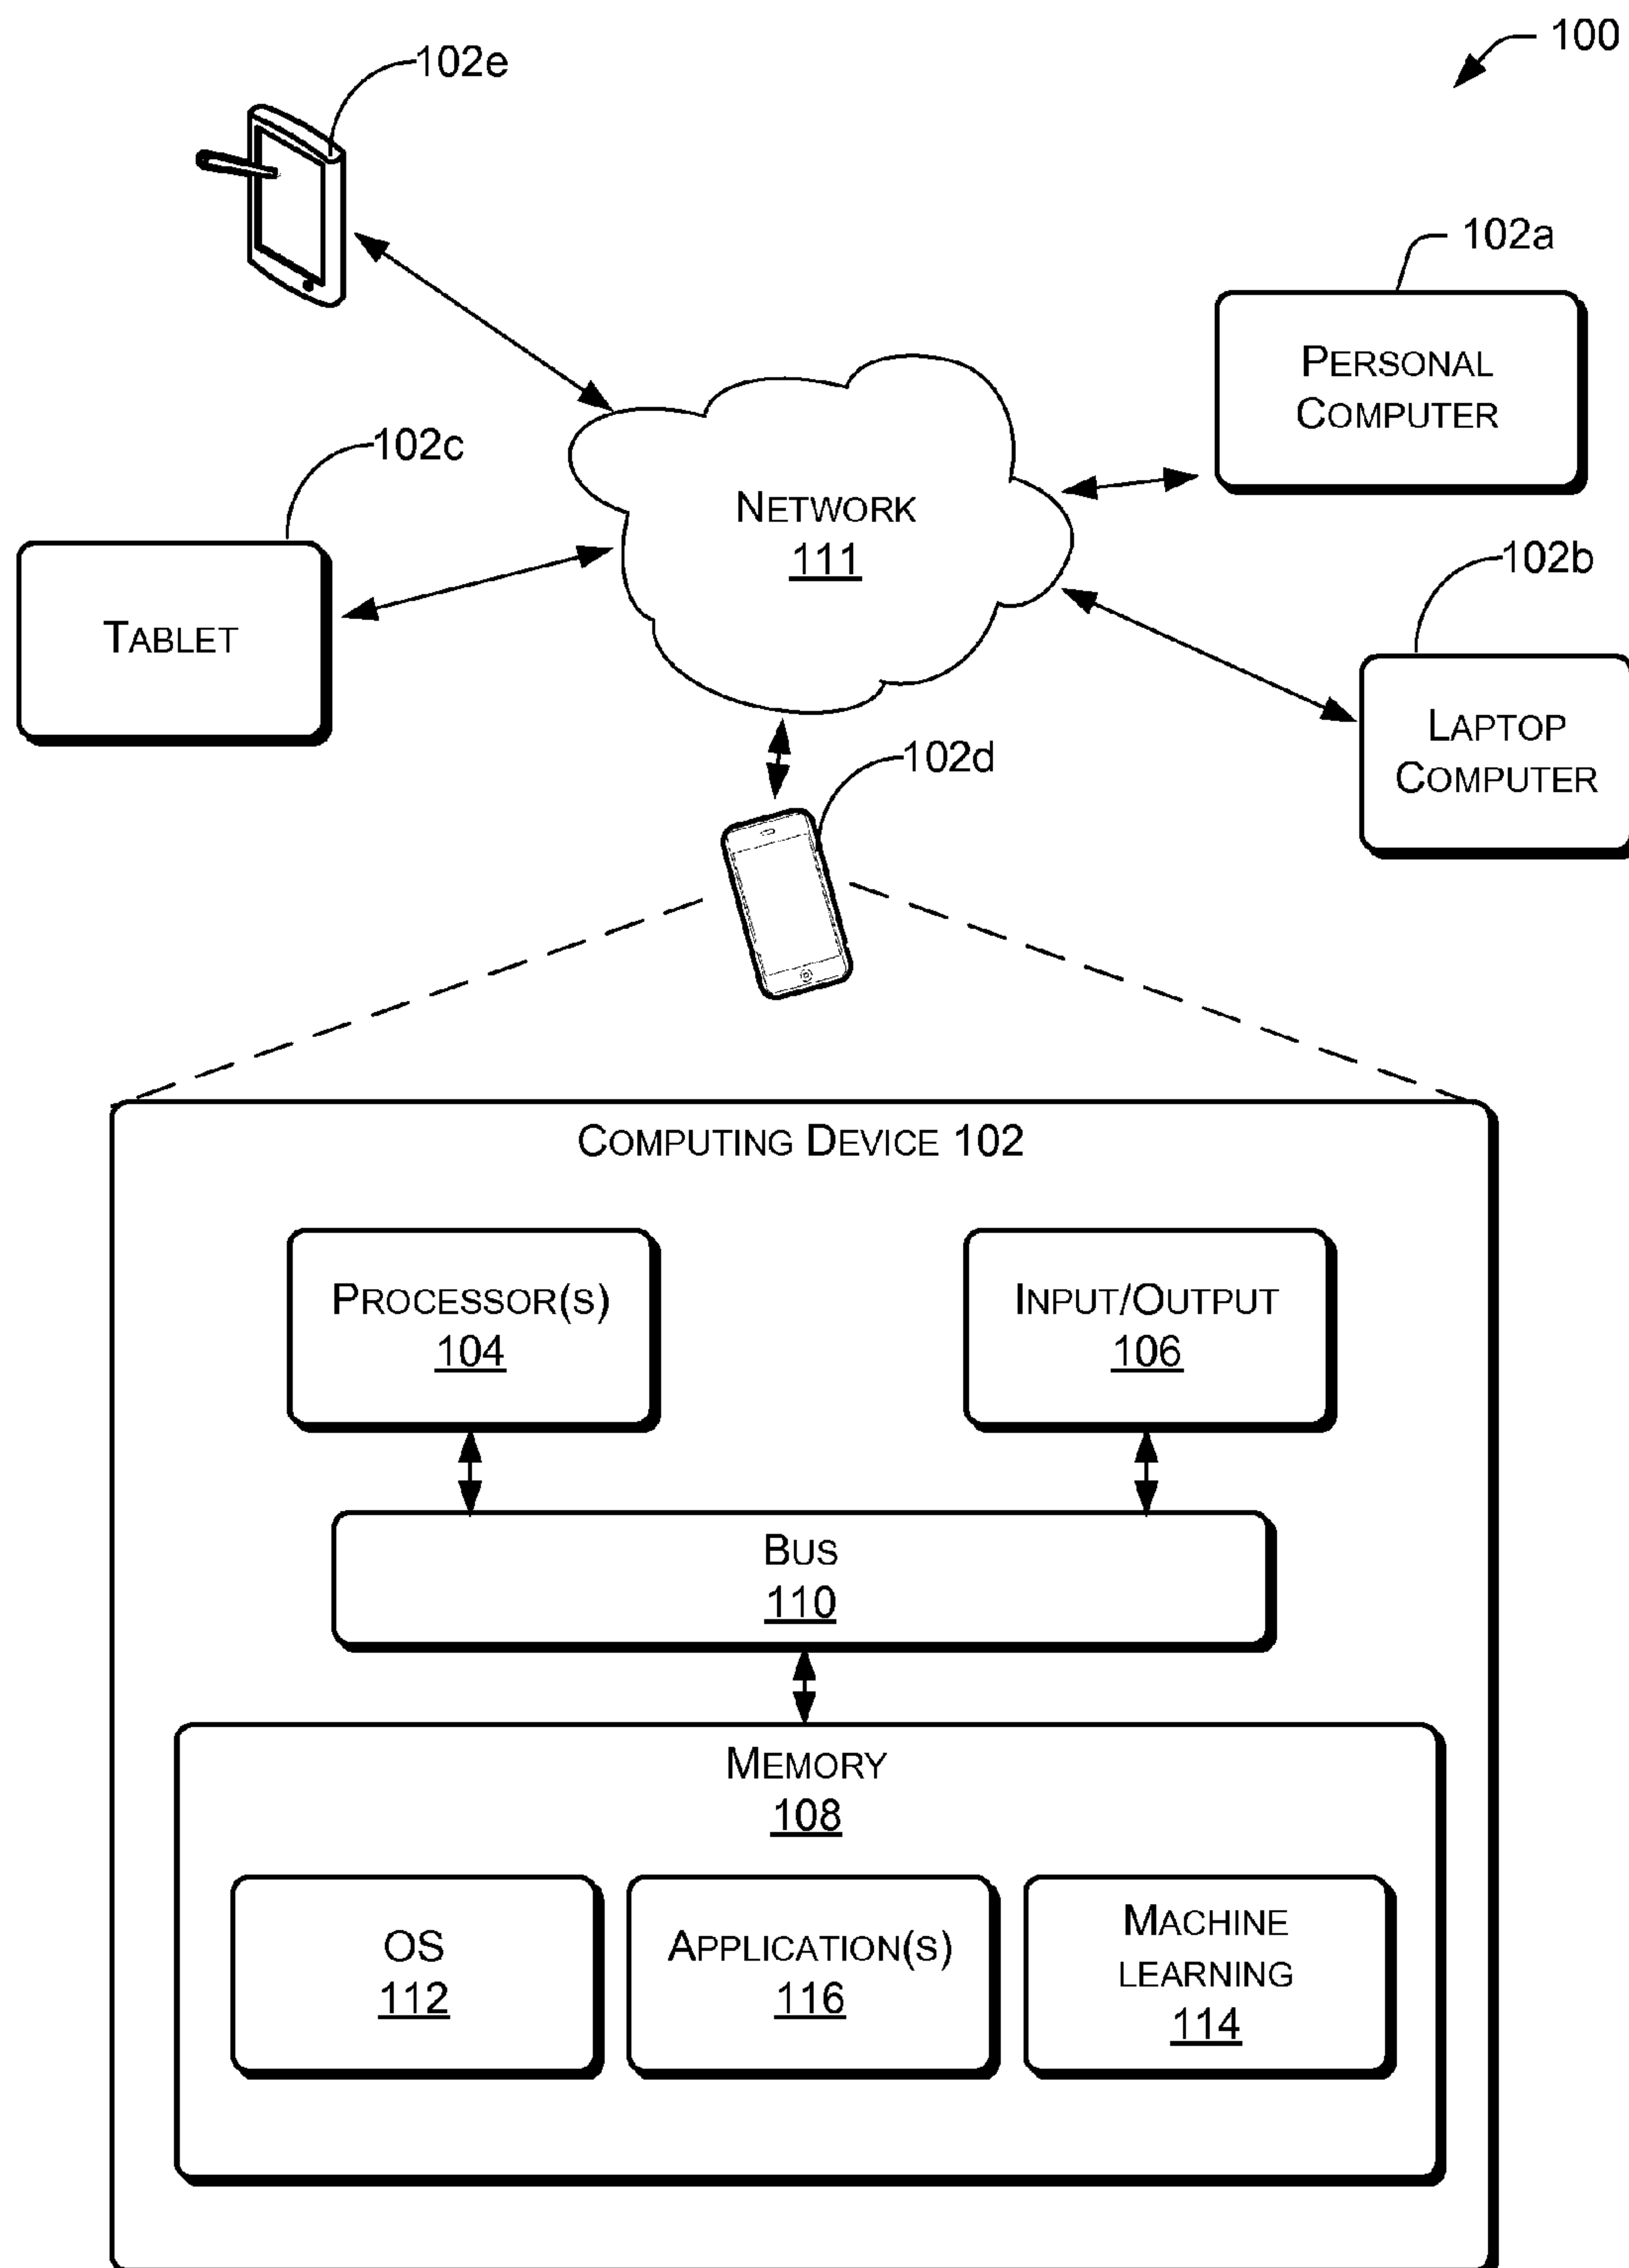 100
102e
102a
PERSONAL
COMPUTER
102c
NETWORK
111
102b
TABLET
LAPTOP
COMPUTER
102d
COMPUTING DEVICE 102
PROCESSOR(S)
104
INPUT/OUTPUT
106
BUS
110
MEMORY
108
OS
112
APPLICATION(S)
116
MACHINE
LEARNING
114